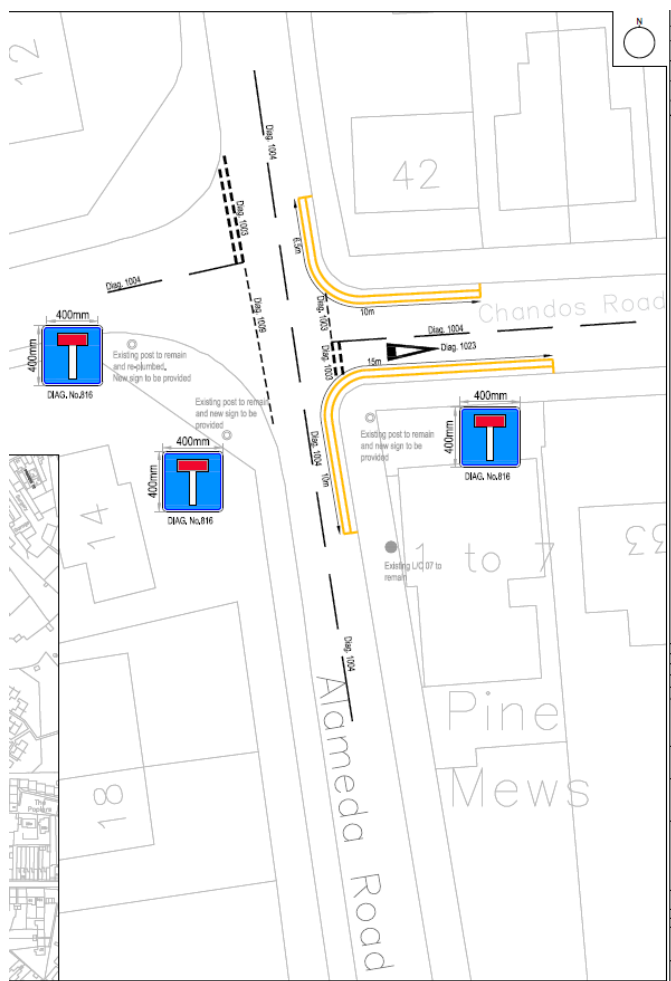 N
12
Diag. 1004
42
Diag. 1003
6.5m
Diag. 1004
10m
Chandos Road
Diag. 1009
Diag. 1003
Diag. 1004
Diag. 1023
Diag. 1003
15m
400mm
400mm
DIAG. No.816
Existing post to remain
and re-plumbed.
New sign to be provided
Existing post to remain
and new sign to be
provided
400mm
400mm
DIAG. No.816
Existing post to remain
and new sign to be
provided
400mm
400mm
DIAG. No.816
Diag. 1004
10m
14
Existing L/C 07 to
remain
1 to 7
33
Diag. 1004
Pine
Mews
Alameda Road
18
The
Poplars